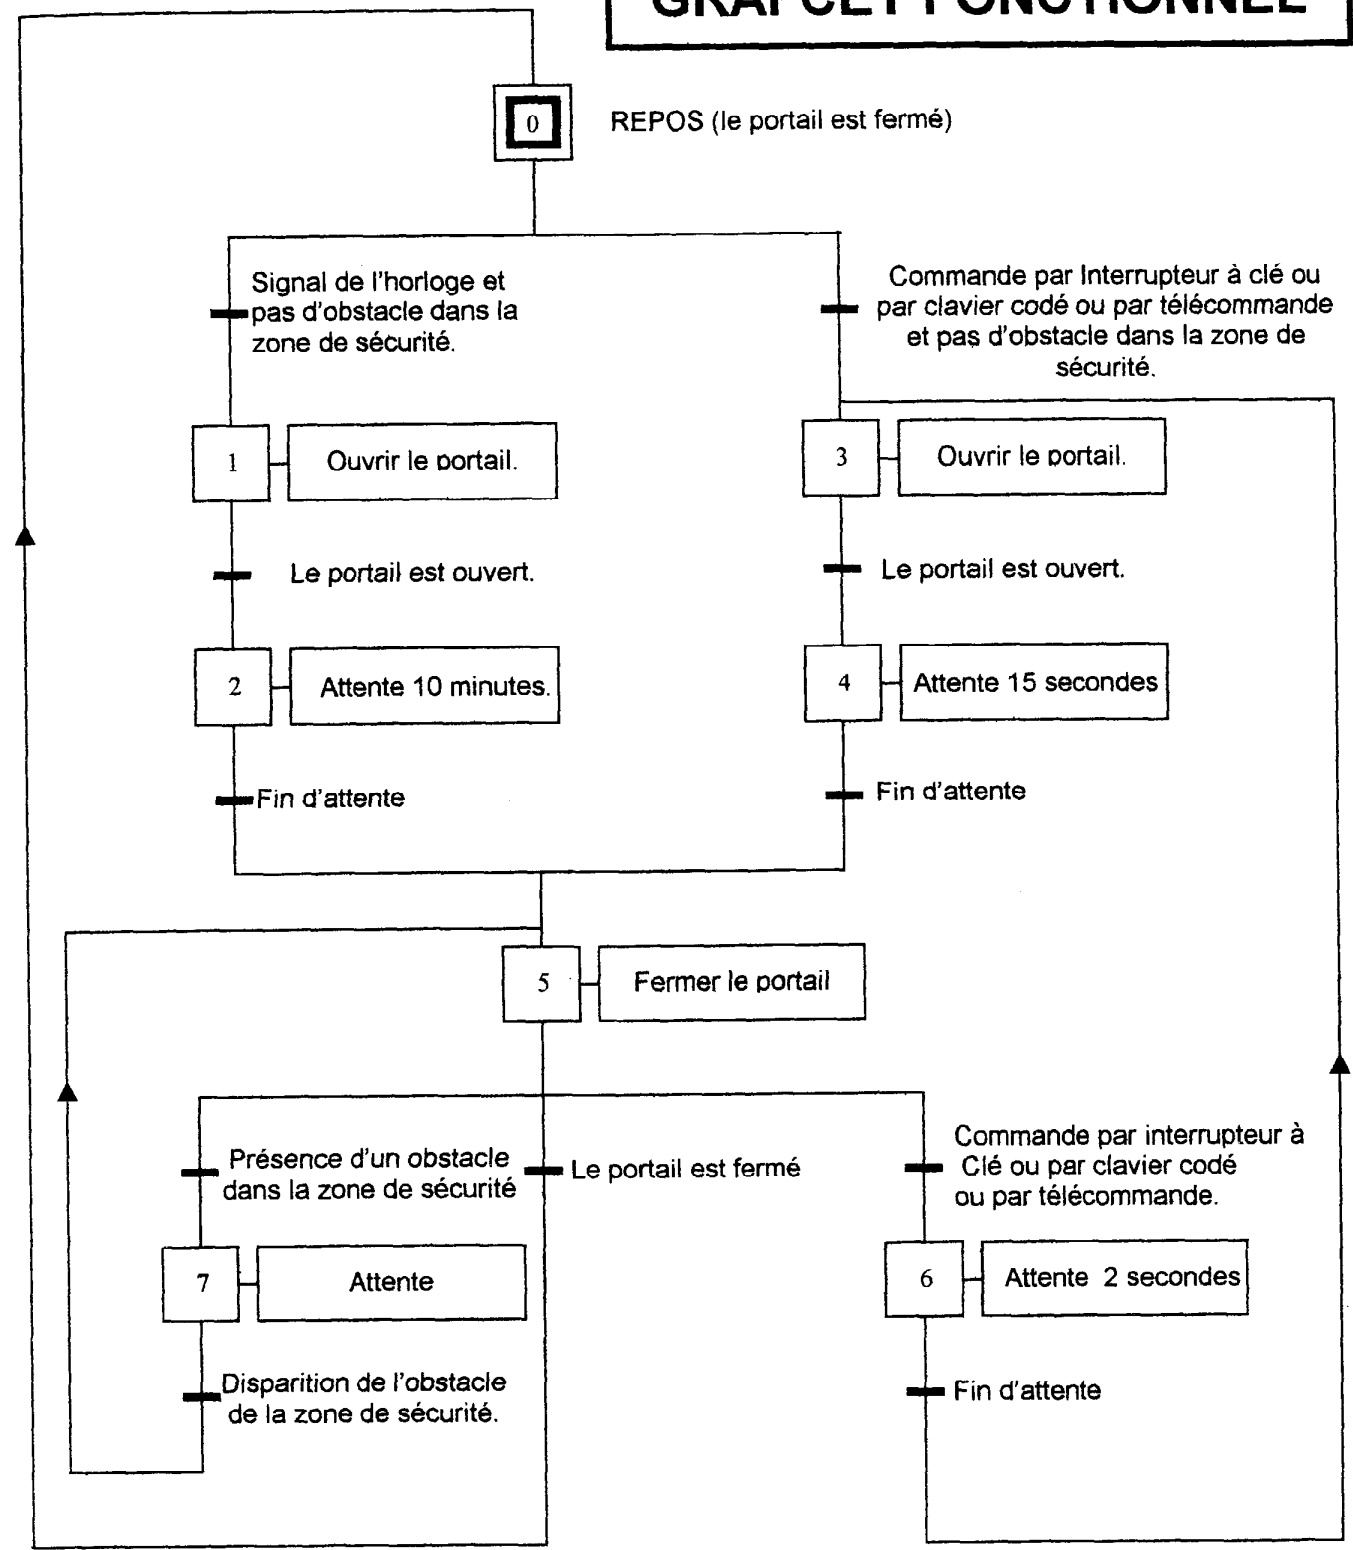 GRAFCET FONCTIONNEL
0
REPOS (le portail est fermé)
Signal de l'horloge et
pas d'obstacle dans la
zone de sécurité.
Commande par Interrupteur à clé ou
par clavier codé ou par télécommande
et pas d'obstacle dans la zone de
sécurité.
1
Ouvrir le portail.
3
Ouvrir le portail.
Le portail est ouvert.
Le portail est ouvert.
2
Attente 10 minutes.
4
Attente 15 secondes
Fin d'attente
Fin d'attente
5
Fermer le portail
Présence d'un obstacle
dans la zone de sécurité
Le portail est fermé
Commande par interrupteur à
Clé ou par clavier codé
ou par télécommande.
7
Attente
6
Attente 2 secondes
Disparition de l'obstacle
de la zone de sécurité.
Fin d'attente